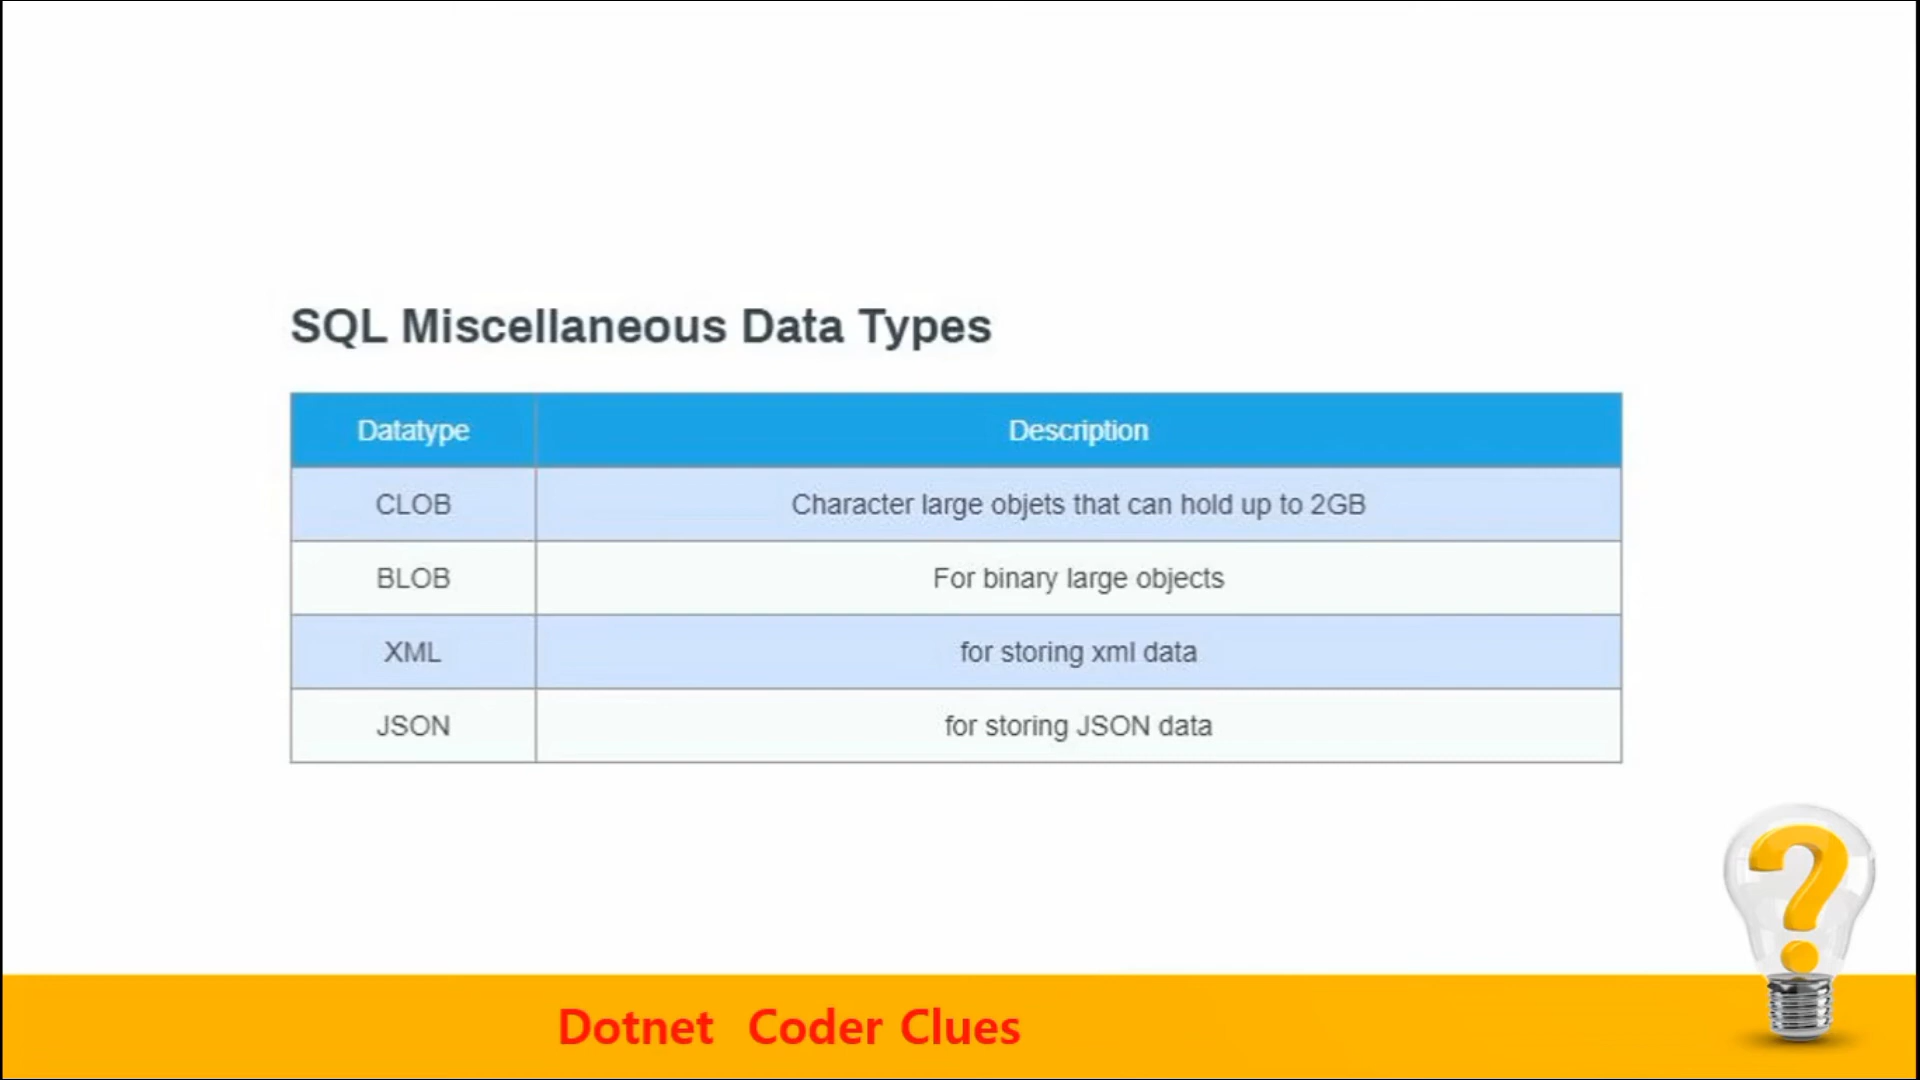 SQL Miscellaneous Data Types
Datatype Description
CLOB Character large objets that can hold up to 2GB
BLOB For binary large objects
XML for storing xml data
JSON for storing JSON data
Dotnet Coder Clues